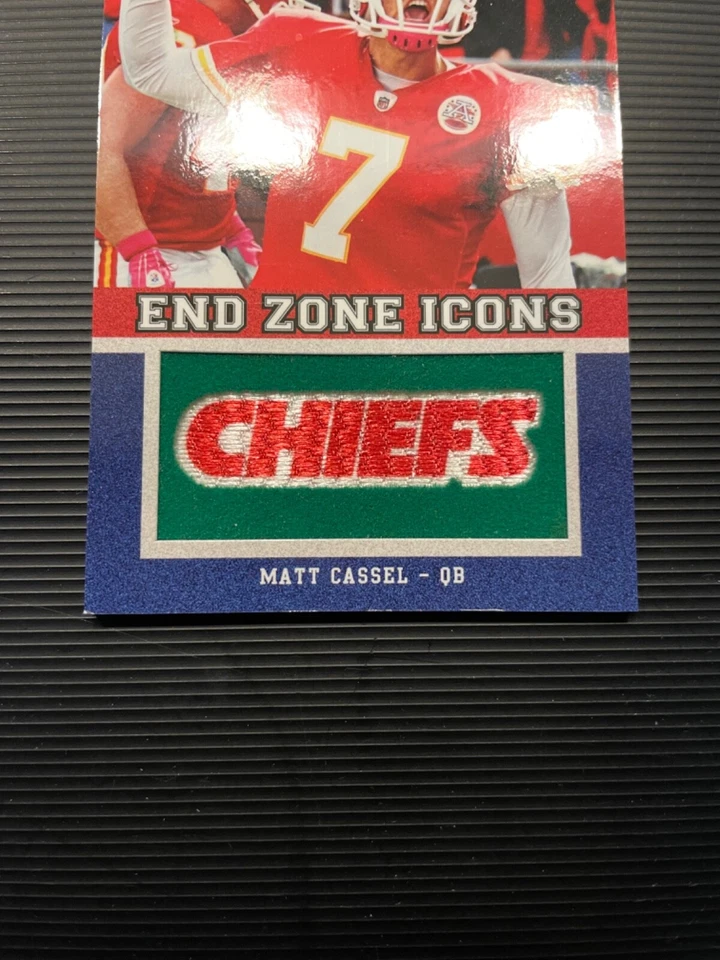 7
END ZONE ICONS
CHIEFS
MATT CASSEL - QB